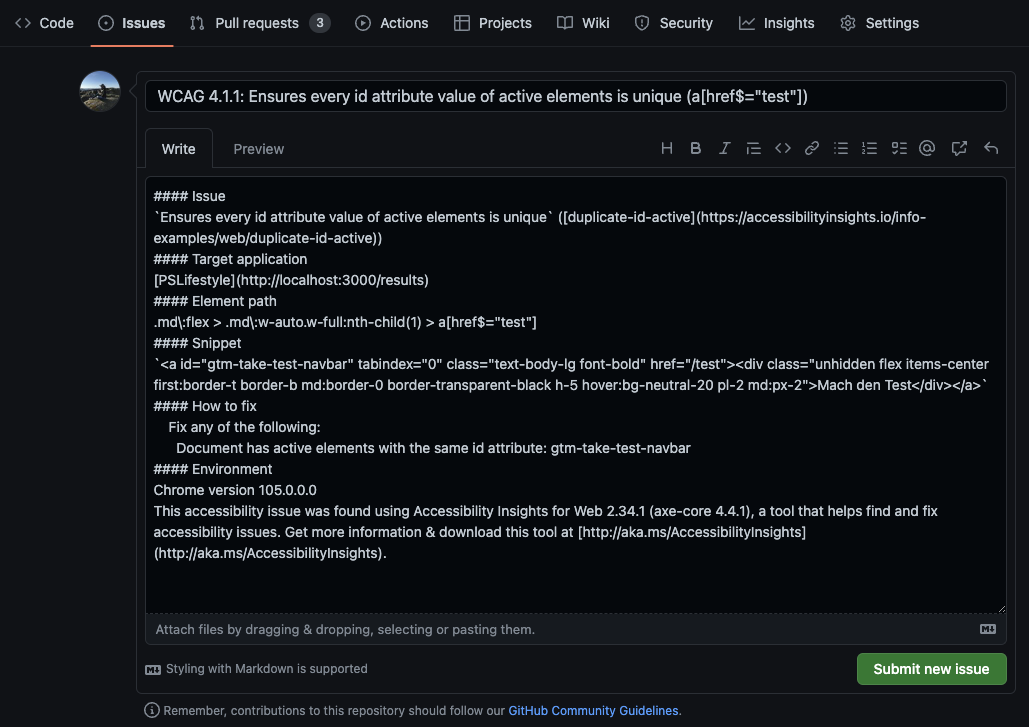 Code
Issues
Pull requests 3
Actions
Projects
Wiki
Security
Insights
Settings
WCAG 4.1.1: Ensures every id attribute value of active elements is unique (a[href$="test"])
Write
Preview
#### Issue
`Ensures every id attribute value of active elements is unique` ([duplicate-id-active](https://accessibilityinsights.io/info-
examples/web/duplicate-id-active))
#### Target application
[PSLifestyle](http://localhost:3000/results)
#### Element path
.md\:flex > .md\:w-auto.w-full:nth-child(1) > a[href$="test"]
#### Snippet
`<a id="gtm-take-test-navbar" tabindex="0" class="text-body-lg font-bold" href="/test"><div class="unhidden flex items-center
first:border-t border-b md:border-0 border-transparent-black h-5 hover:bg-neutral-20 pl-2 md:px-2">Mach den Test</div></a>`
#### How to fix
Fix any of the following:
Document has active elements with the same id attribute: gtm-take-test-navbar
#### Environment
Chrome version 105.0.0.0
This accessibility issue was found using Accessibility Insights for Web 2.34.1 (axe-core 4.4.1), a tool that helps find and fix
accessibility issues. Get more information & download this tool at [http://aka.ms/AccessibilityInsights]
(http://aka.ms/AccessibilityInsights).
Attach files by dragging & dropping, selecting or pasting them.
Styling with Markdown is supported
Submit new issue
Remember, contributions to this repository should follow our GitHub Community Guidelines.